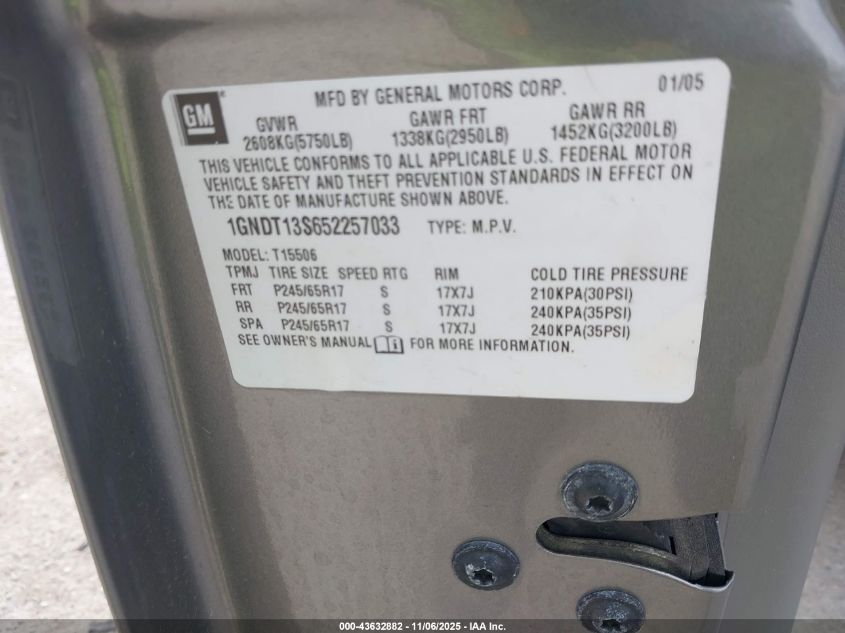 GM
MFD BY GENERAL MOTORS CORP. 01/05
GVWR GAWR FRT GAWR RR
2608KG(5750LB) 1338KG(2950LB) 1452KG(3200LB)
THIS VEHICLE CONFORMS TO ALL APPLICABLE U.S. FEDERAL MOTOR
VEHICLE SAFETY AND THEFT PREVENTION STANDARDS IN EFFECT ON
THE DATE OF MANUFACTURE SHOWN ABOVE.
1GNDT13S652257033 TYPE: M.P.V.
MODEL: T15506
TPMJ TIRE SIZE SPEED RTG RIM COLD TIRE PRESSURE
FRT P245/65R17 S 17X7J 210KPA(30PSI)
RR P245/65R17 S 17X7J 240KPA(35PSI)
SPA P245/65R17 S 17X7J 240KPA(35PSI)
SEE OWNER'S MANUAL FOR MORE INFORMATION.
000-43632882 - 11/06/2025 - IAA Inc.